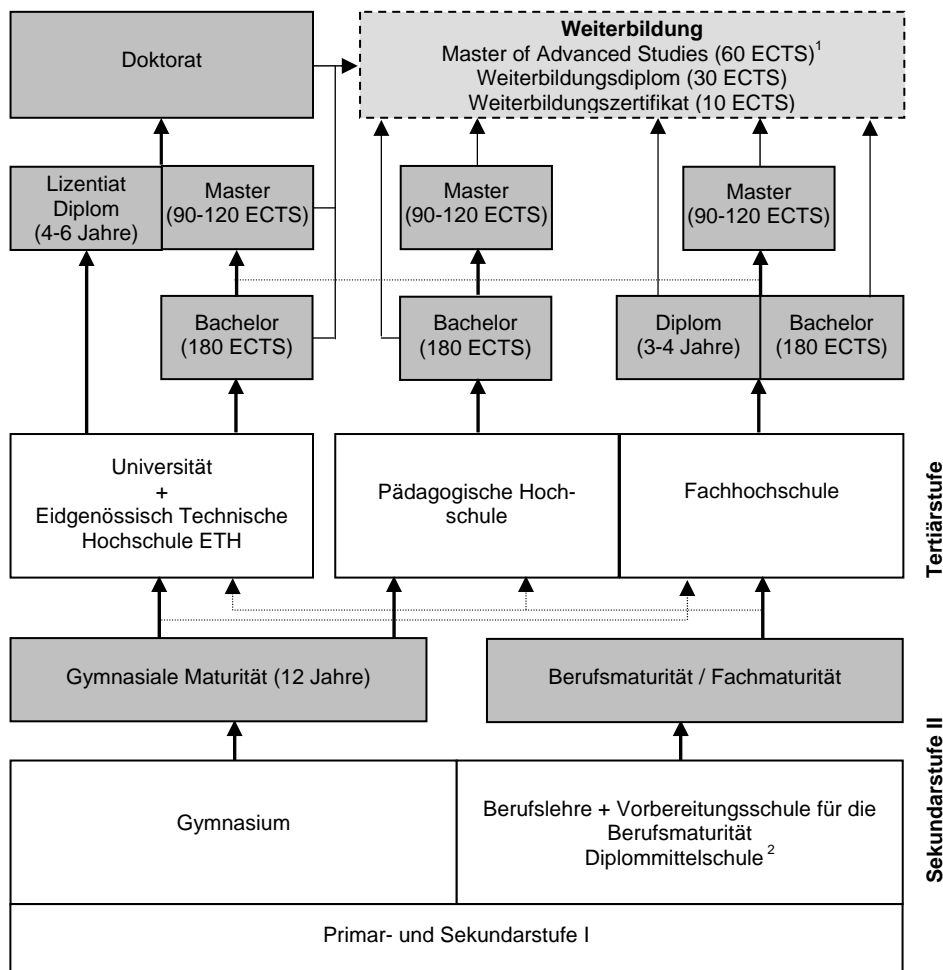 Doktorat
Weiterbildung
Master of Advanced Studies (60 ECTS)1
Weiterbildungsdiplom (30 ECTS)
Weiterbildungszertifikat (10 ECTS)
Lizentiat
Diplom
(4-6 Jahre)
Master
(90-120 ECTS)
Master
(90-120 ECTS)
Master
(90-120 ECTS)
Bachelor
(180 ECTS)
Bachelor
(180 ECTS)
Diplom
(3-4 Jahre)
Bachelor
(180 ECTS)
Universität
+
Eidgenössisch Technische
Hochschule ETH
Pädagogische Hoch-
schule
Fachhochschule
Tertiärstufe
Gymnasiale Maturität (12 Jahre)
Berufsmaturität / Fachmaturität
Gymnasium
Berufslehre + Vorbereitungsschule für die
Berufsmaturität
Diplommittelschule 2
Sekundarstufe II
Primar- und Sekundarstufe I